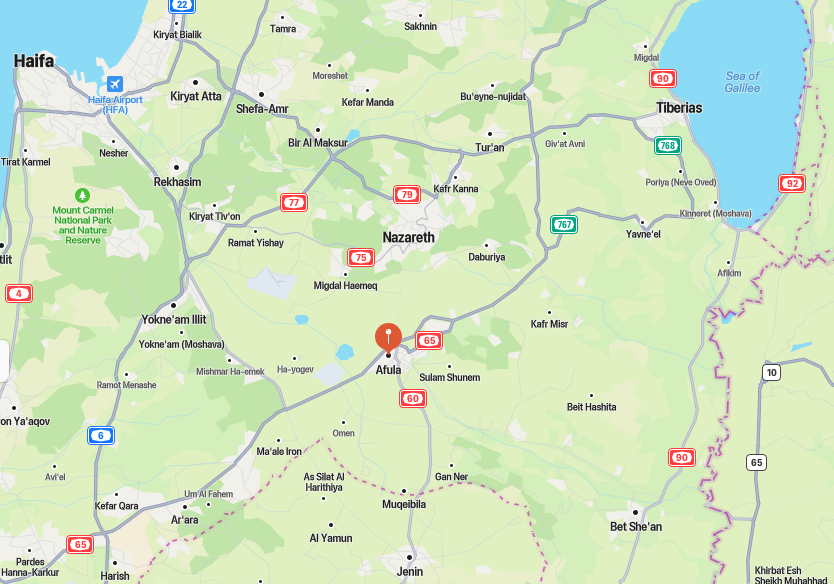 22
Kiryat Bialik
Tamra
Sakhnin
Haifa
Moreshet
Migdal
90
Sea of
Galilee
Haifa Airport
(HFA)
Kiryat Atta
Shefa-Amr
Kefar Manda
Bu'eyne-nujidat
Tiberias
Nesher
Bir Al Maksur
Tur'an
Giv'at Avni
768
Tirat Karmel
Rekhasim
Poriya (Neve Oved)
92
Mount Carmel
National Park
and Nature
Reserve
77
79
Kafr Kanna
Kiryat Tiv'on
Kinneret (Moshava)
767
Ramat Yishay
Nazareth
Yavne'el
tlit
75
Daburiya
Afikim
Migdal Haemeq
4
Yokne'am Illit
Kafr Misr
Yokne'am (Moshava)
65
Mishmar Ha-emek
Ha-yogev
Afula
Sulam Shunem
10
Ramot Menashe
60
Beit Hashita
on Ya'aqov
6
Omen
Ma'ale Iron
90
65
Avi'el
As Silat Al
Harithiya
Gan Ner
Kefar Qara
Um Al Fahem
Muqeibila
Ar'ara
Bet She'an
Al Yamun
65
Pardes
Hanna-Karkur
Harish
Jenin
Khirbat Esh
Sheikh Muhahhed